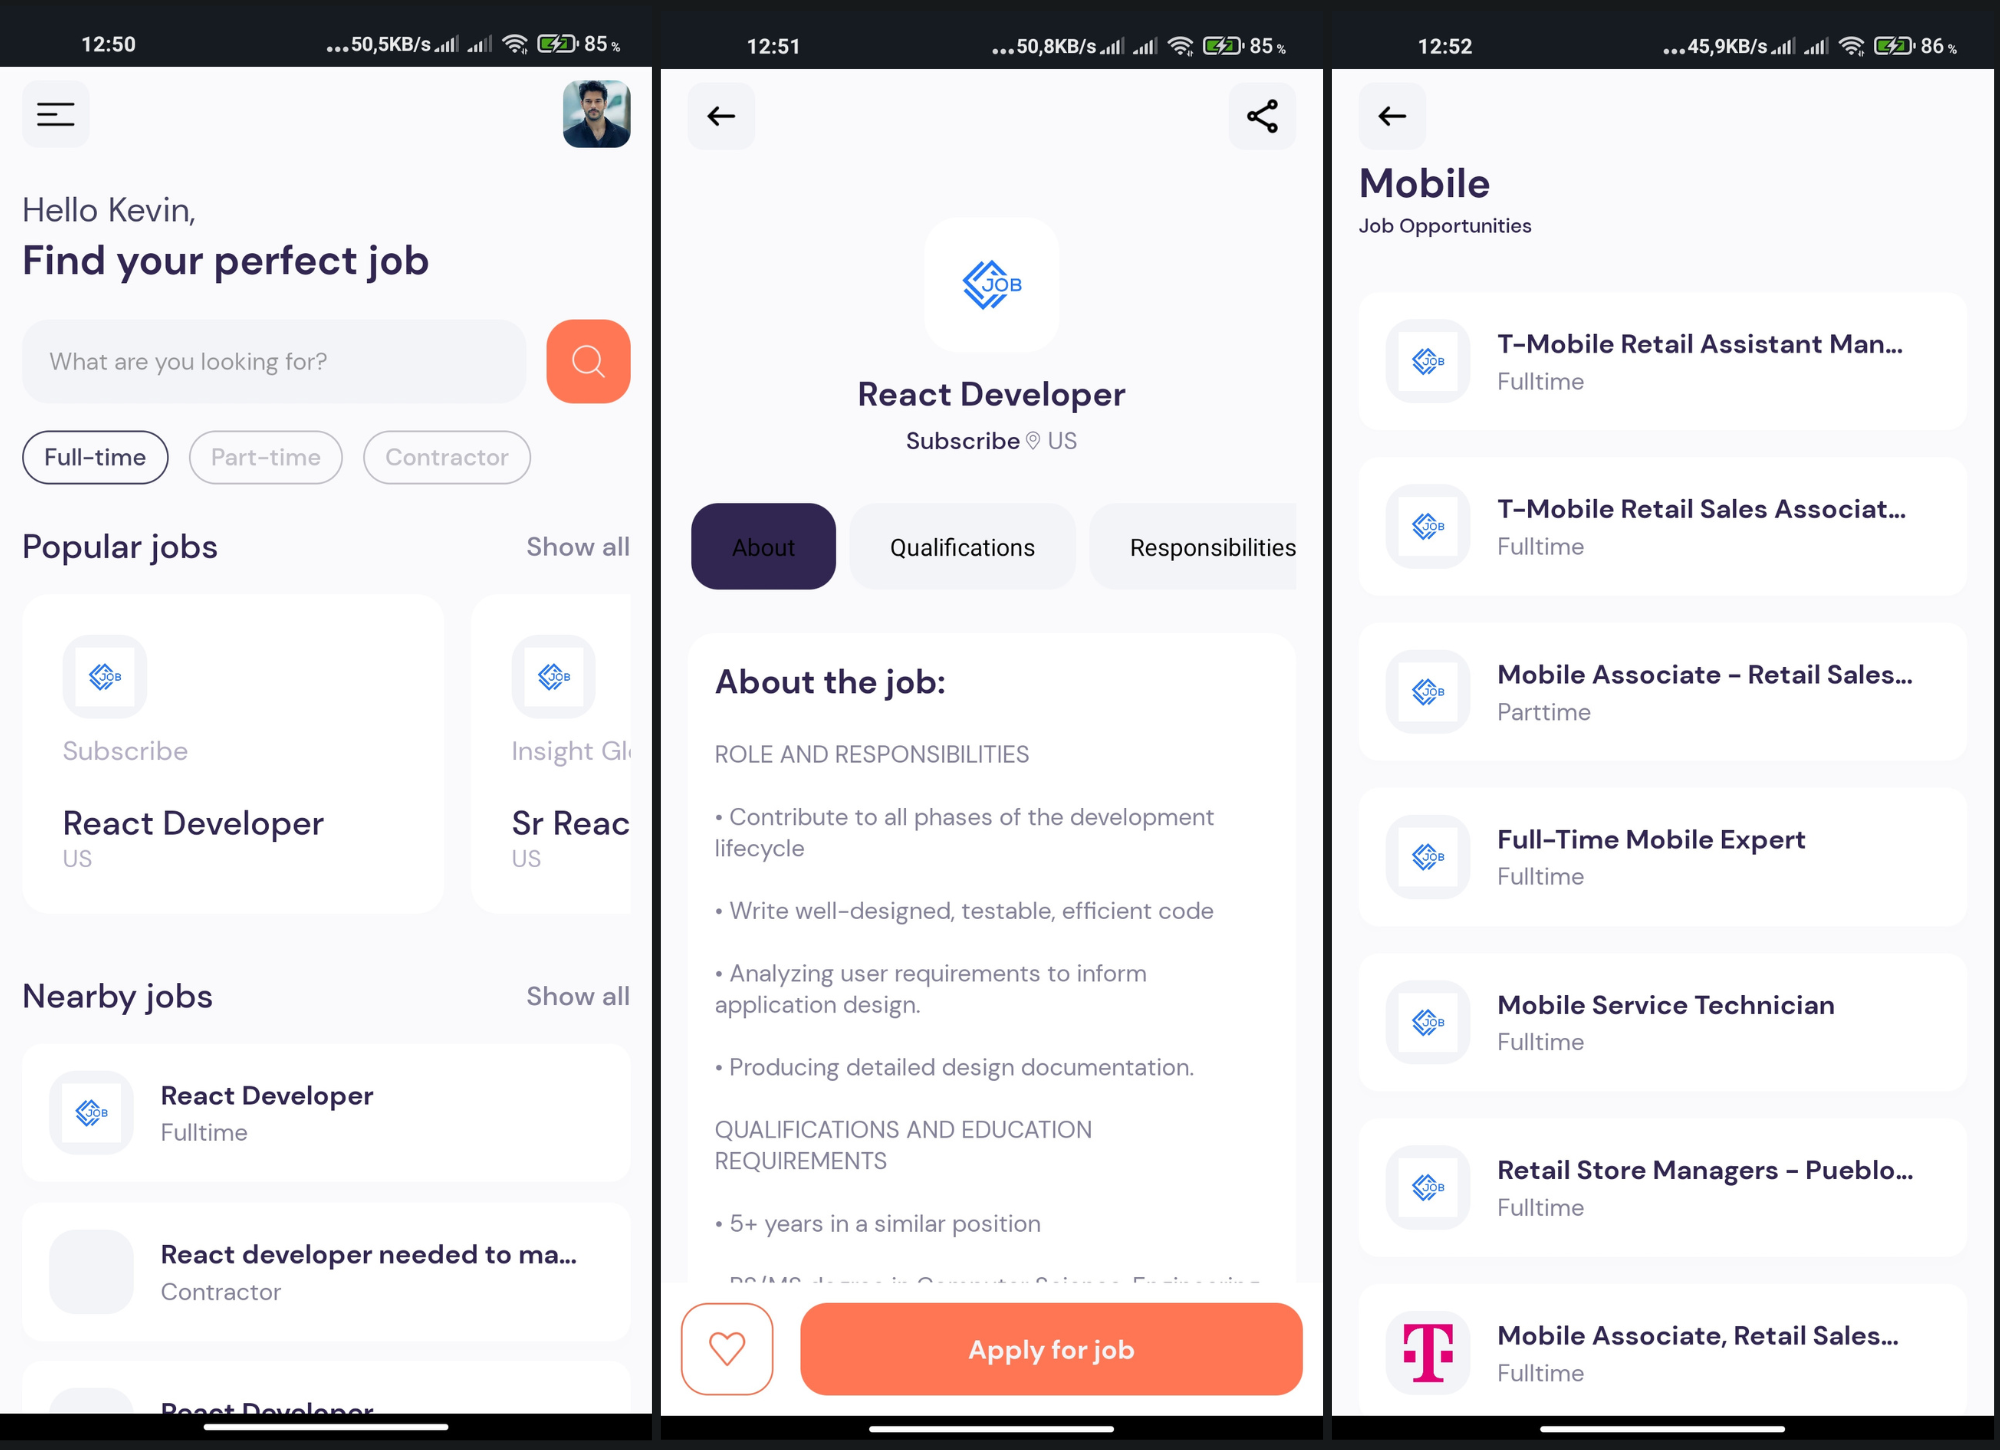 12:50
...50,5KB/s 85%
Hello Kevin,
Find your perfect job
What are you looking for?
Full-time
Part-time
Contractor
Popular jobs
Show all
JOB
Subscribe
React Developer
US
JOB
Insight Gl
Sr Reac
US
Nearby jobs
Show all
JOB
React Developer
Fulltime
React developer needed to ma...
Contractor
React Developer
12:51
...50,8KB/s 85%
JOB
React Developer
Subscribe US
About
Qualifications
Responsibilities
About the job:
ROLE AND RESPONSIBILITIES
• Contribute to all phases of the development
lifecycle
• Write well-designed, testable, efficient code
• Analyzing user requirements to inform
application design.
• Producing detailed design documentation.
QUALIFICATIONS AND EDUCATION
REQUIREMENTS
• 5+ years in a similar position
• BS/MS degree in Computer Science, Engineering
Apply for job
12:52
...45,9KB/s 86%
Mobile
Job Opportunities
JOB
T-Mobile Retail Assistant Man...
Fulltime
JOB
T-Mobile Retail Sales Associat...
Fulltime
JOB
Mobile Associate - Retail Sales...
Parttime
JOB
Full-Time Mobile Expert
Fulltime
JOB
Mobile Service Technician
Fulltime
JOB
Retail Store Managers - Pueblo...
Fulltime
T
Mobile Associate, Retail Sales...
Fulltime